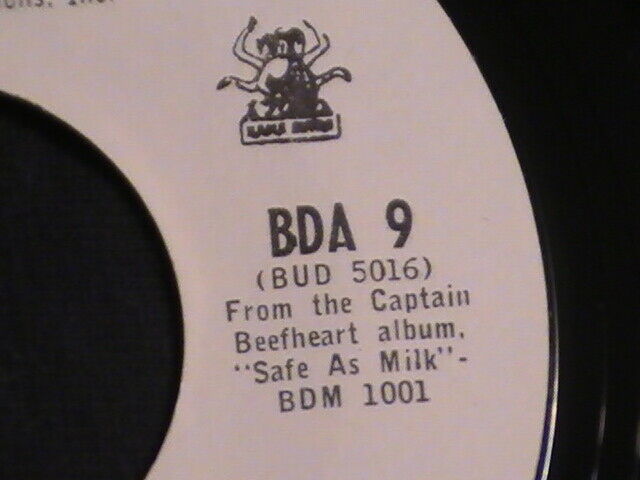 BDA 9
(BUD 5016)
From the Captain
Beefheart album,
"Safe As Milk"-
BDM 1001